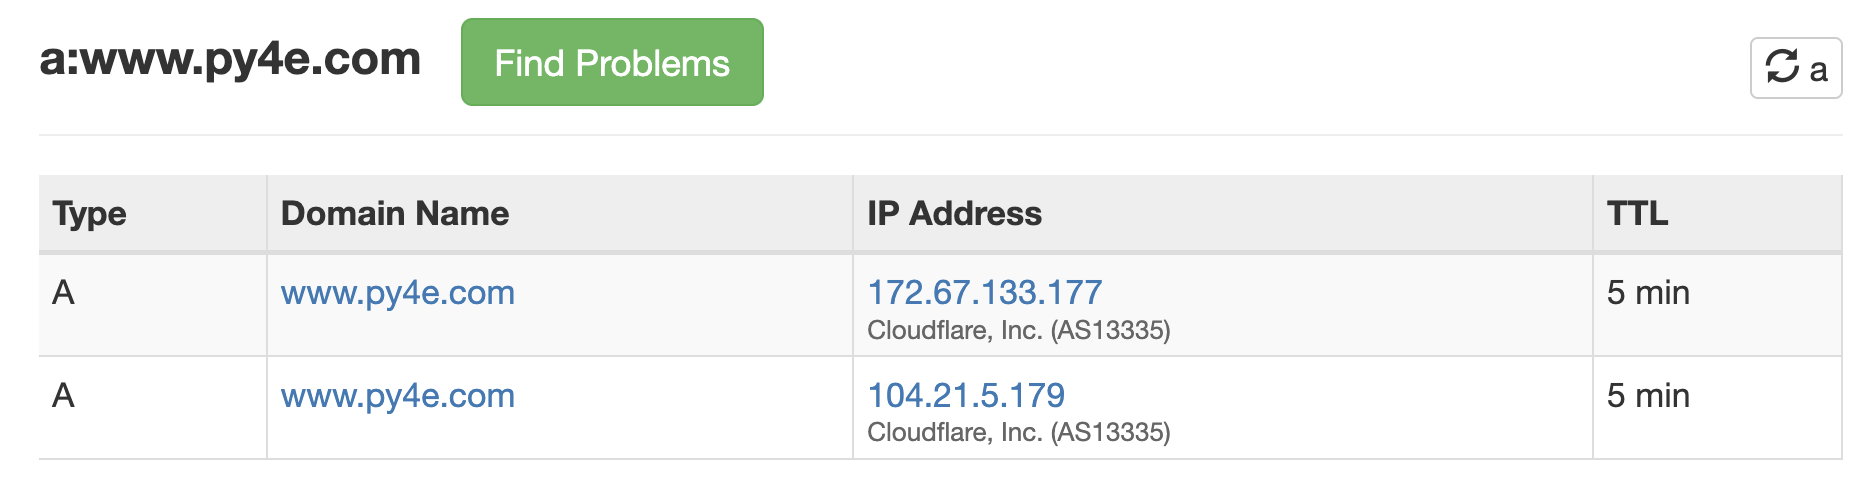 a:www.py4e.com Find Problems a
Type Domain Name IP Address TTL
A www.py4e.com 172.67.133.177 5 min
Cloudflare, Inc. (AS13335)
A www.py4e.com 104.21.5.179 5 min
Cloudflare, Inc. (AS13335)